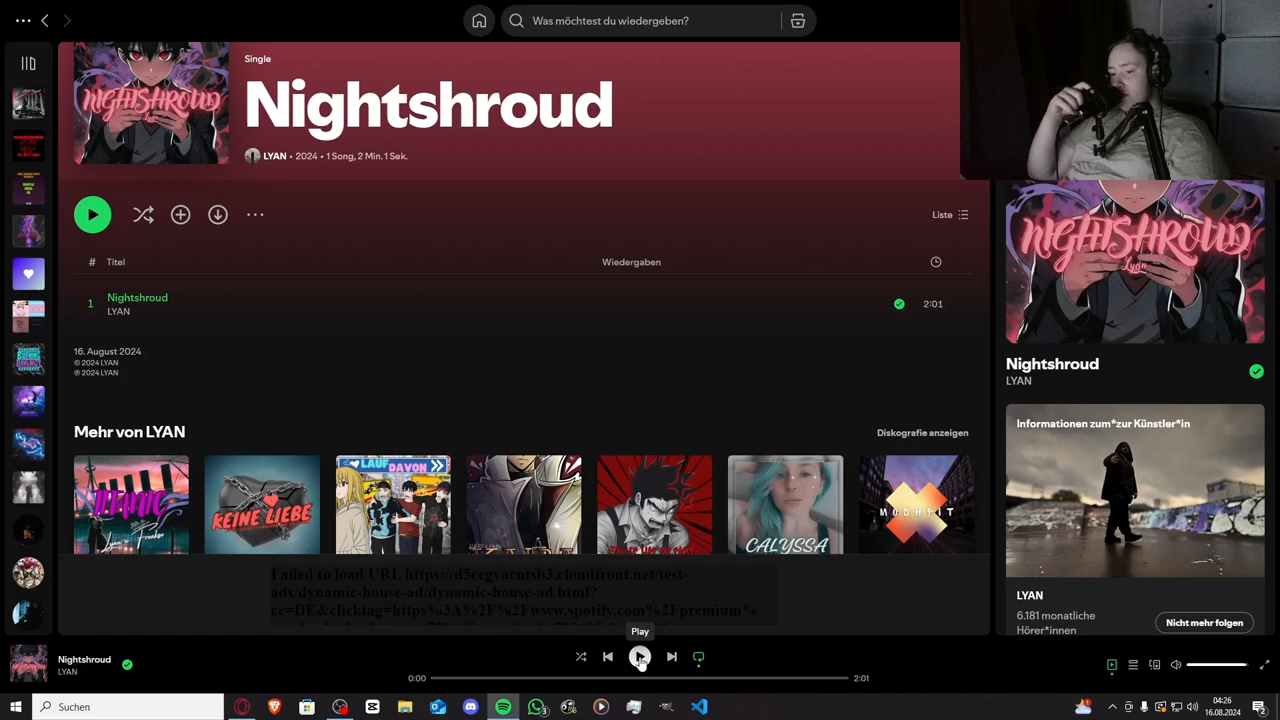 Was möchtest du wiedergeben?
Single
Nightshroud
LYAN • 2024 • 1 Song, 2 Min. 1 Sek.
NIGHTSHROUD
Lyan
Liste
# Titel Wiedergaben
1 Nightshroud 2:01
LYAN
16. August 2024
© 2024 LYAN
℗ 2024 LYAN
Mehr von LYAN
Diskografie anzeigen
TITANIC
KEINE LIEBE
LAUF DAVON
CALYSSA
Failed to load URL https://d5ecgvacntsb3.cloudfront.net/test-
ads/dynamic-house-ad/dynamic-house-ad.html?
cc=DE&clicktag=https%3A%2F%2Fwww.spotify.com%2Fpremium%
NIGHTSHROUD
Lyan
Nightshroud
LYAN
Informationen zum*zur Künstler*in
LYAN
6.181 monatliche
Hörer*innen
Nicht mehr folgen
Play
Nightshroud
LYAN
0:00
2:01
Suchen
04:26
16.08.2024